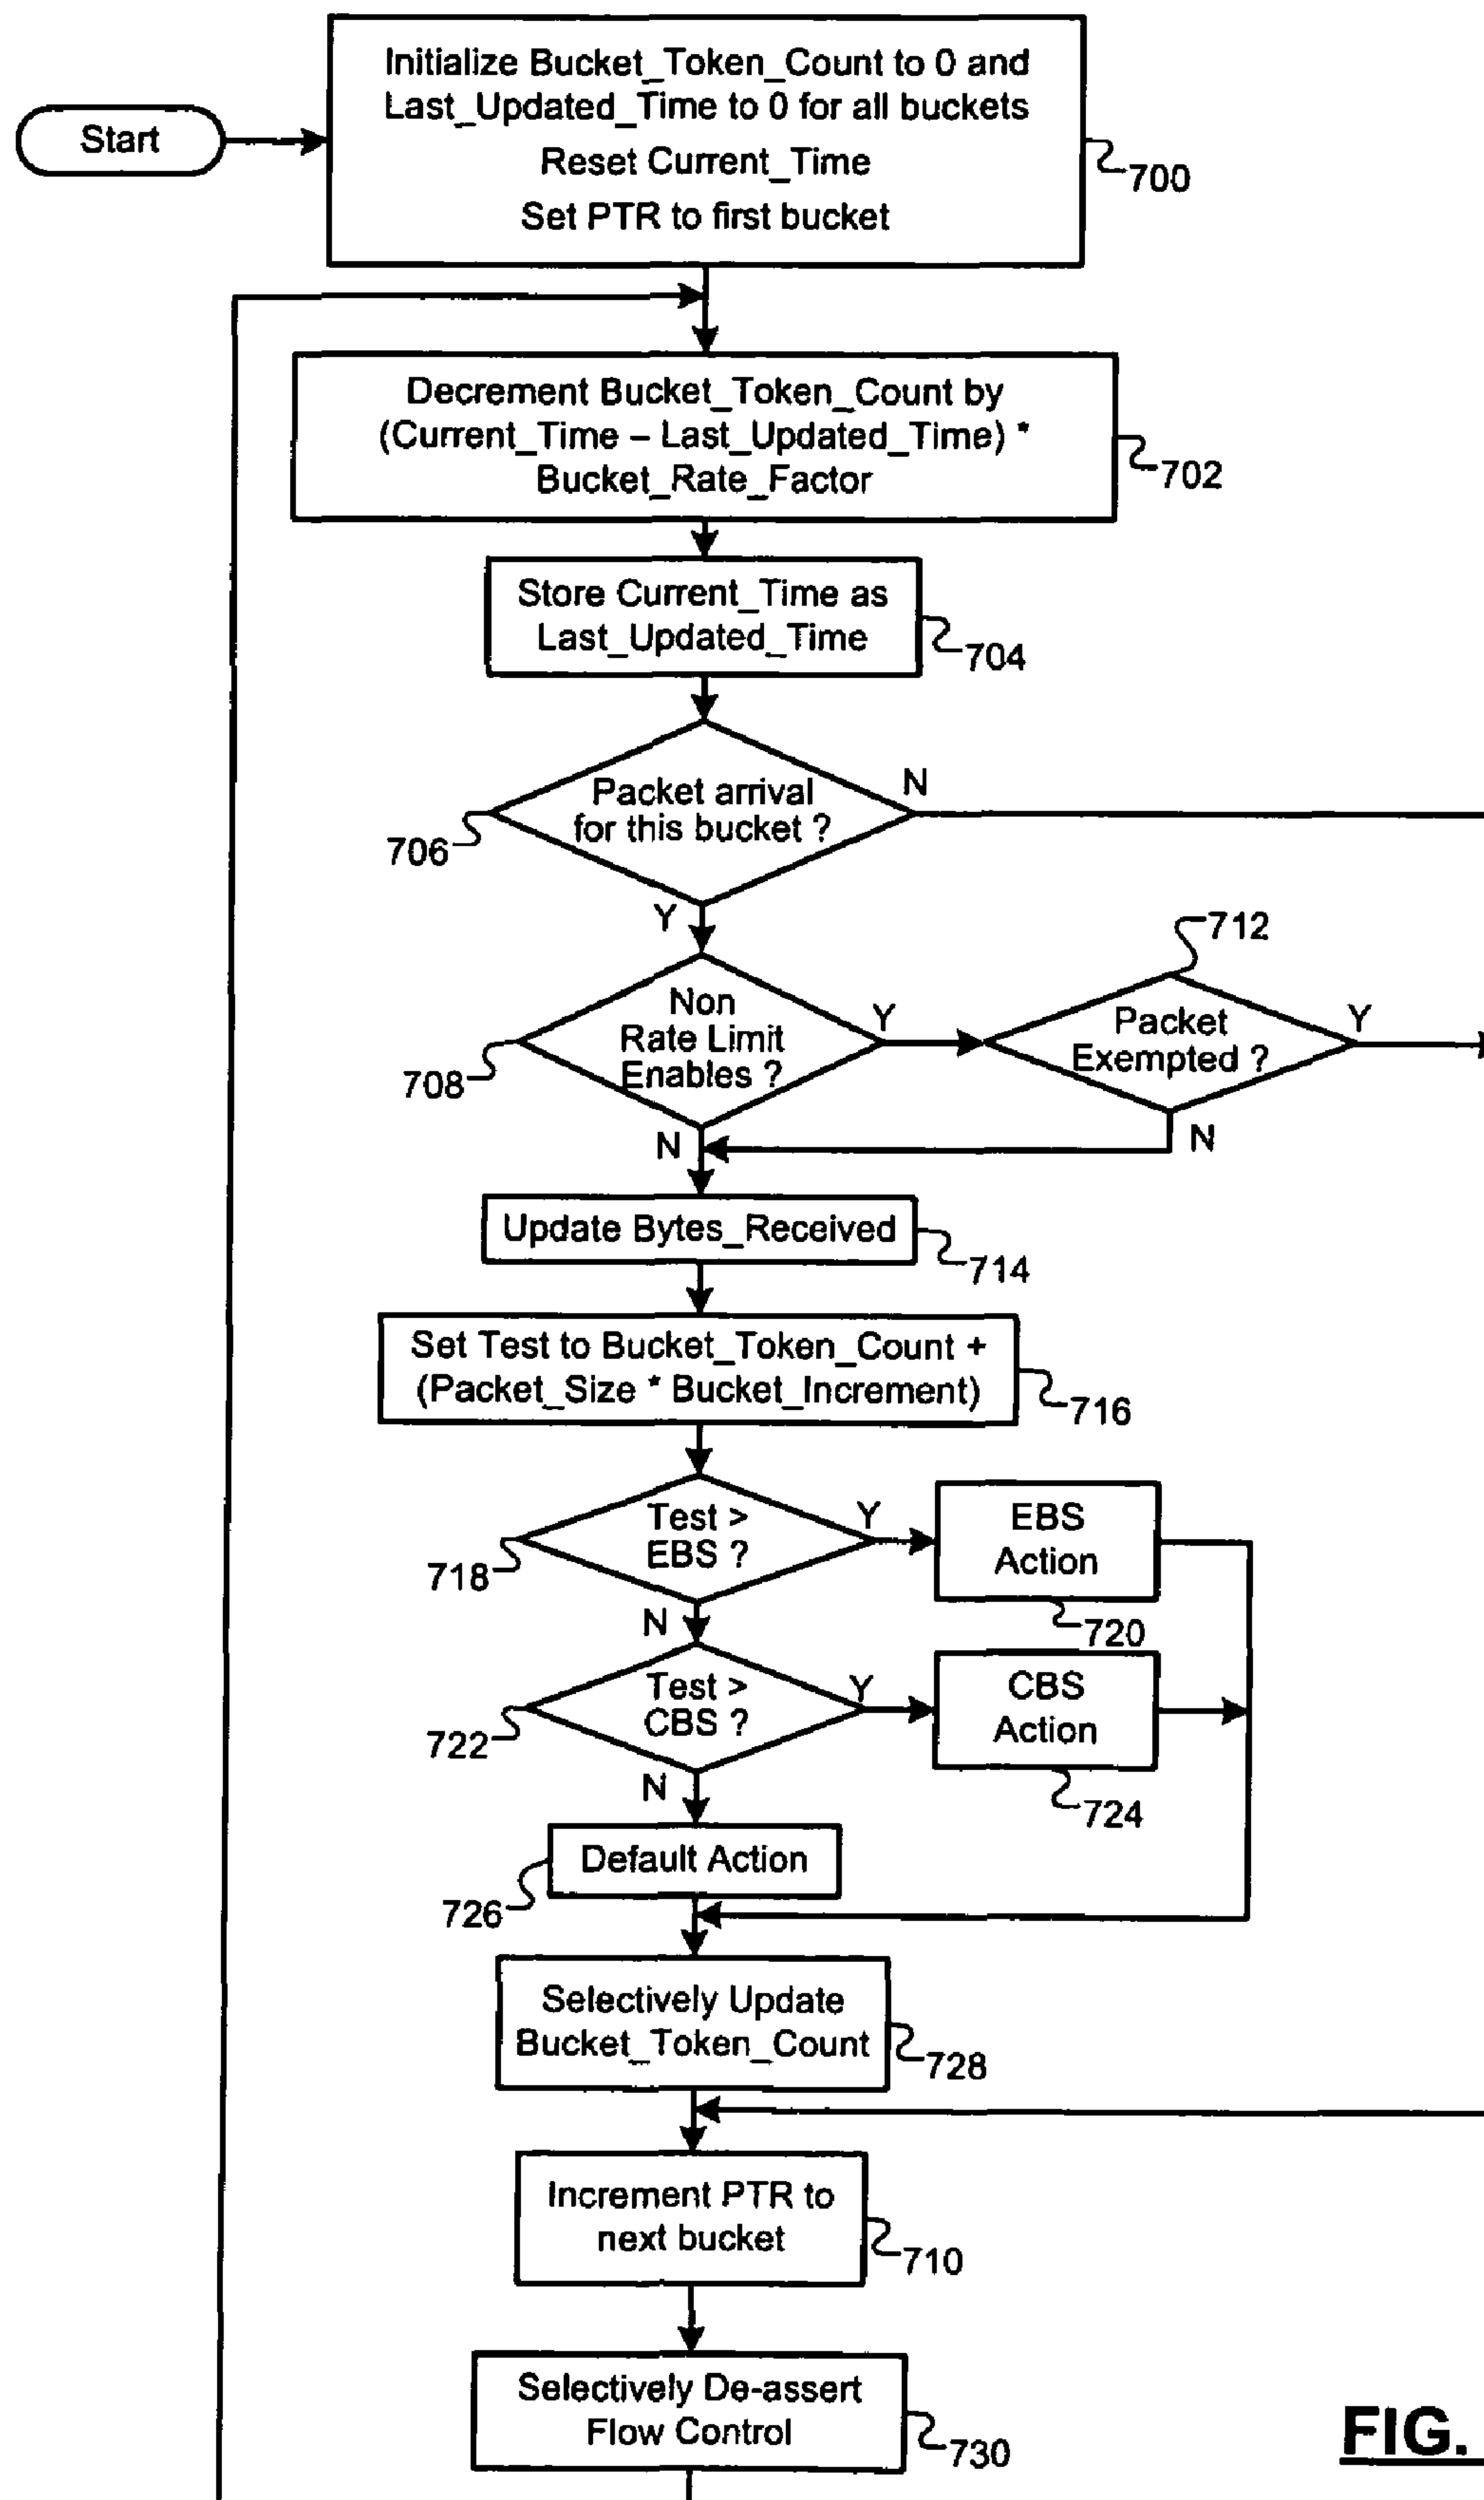 Start
Initialize Bucket_Token_Count to 0 and
Last_Updated_Time to 0 for all buckets
Reset Current_Time
Set PTR to first bucket
700
Decrement Bucket_Token_Count by
(Current_Time – Last_Updated_Time) *
Bucket_Rate_Factor
702
Store Current_Time as
Last_Updated_Time
704
Packet arrival
for this bucket ?
N
706
Y
712
Non
Rate Limit
Enables ?
Y
Packet
Exempted ?
Y
708
N
N
Update Bytes_Received
714
Set Test to Bucket_Token_Count +
(Packet_Size * Bucket_Increment)
716
Test >
EBS ?
Y
EBS
Action
718
720
N
Test >
CBS ?
Y
CBS
Action
722
724
N
Default Action
726
Selectively Update
Bucket_Token_Count
728
Increment PTR to
next bucket
710
Selectively De-assert
Flow Control
730
FIG.